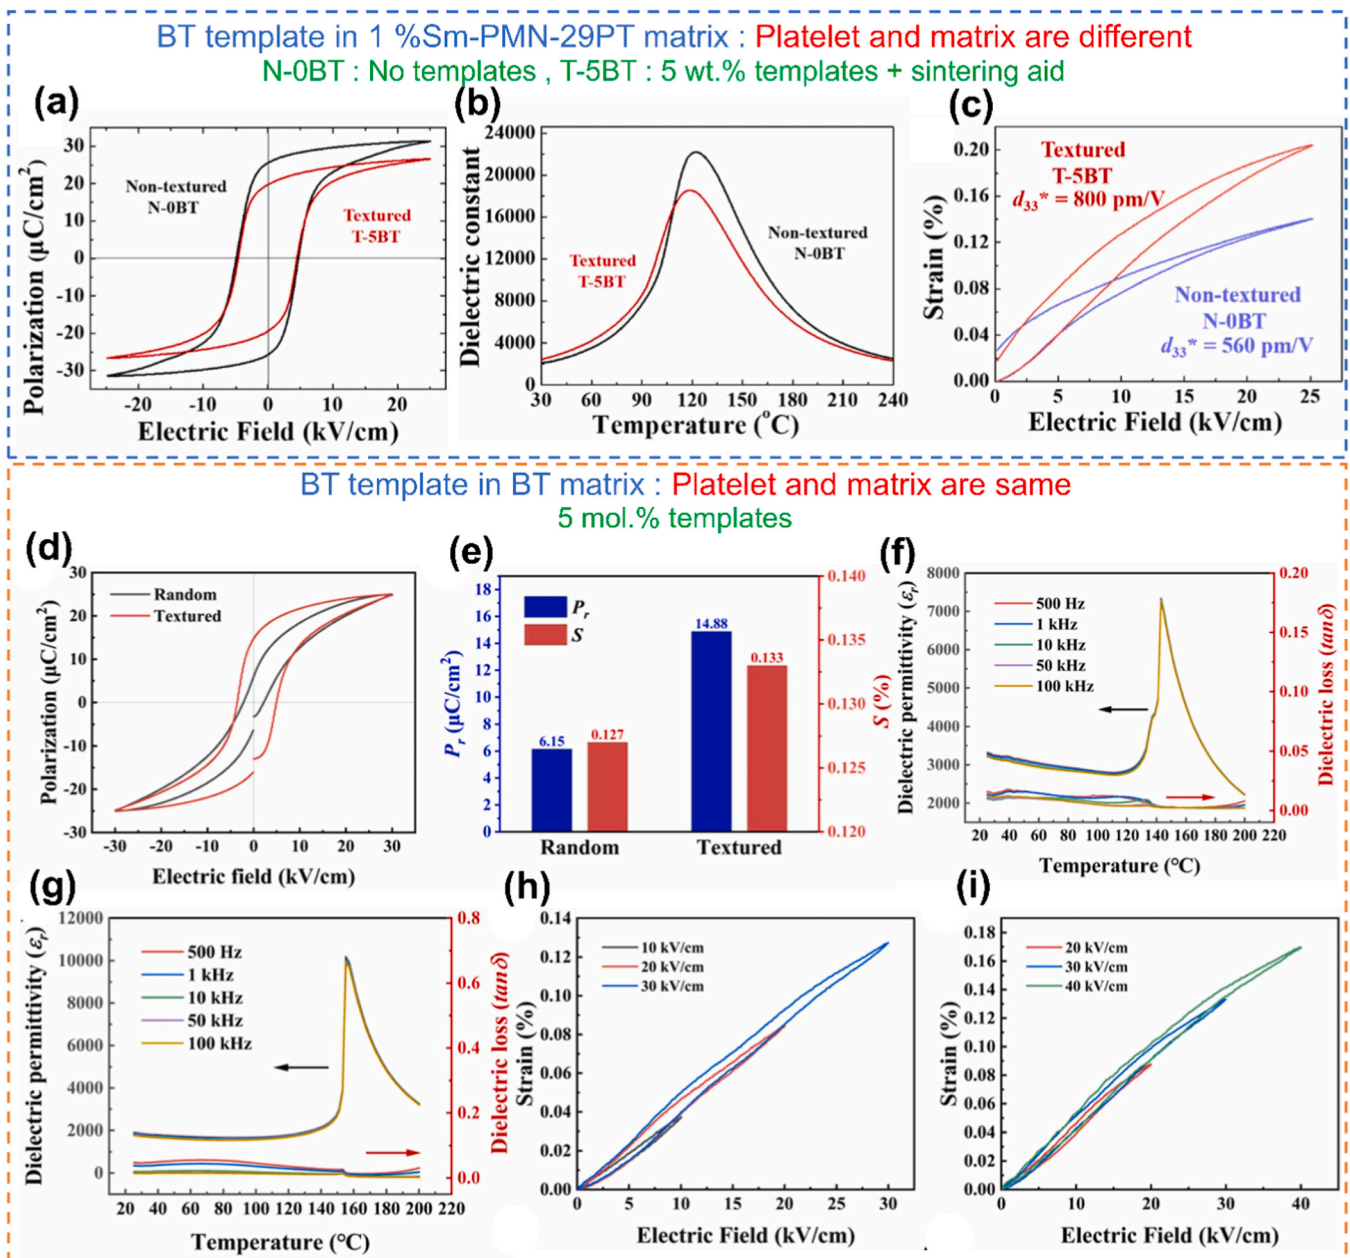 BT template in 1 %Sm-PMN-29PT matrix : Platelet and matrix are different
N-0BT : No templates , T-5BT : 5 wt.% templates + sintering aid
(a)
Polarization (μC/cm²)
30
20
10
0
-10
-20
-30
Non-textured
N-0BT
Textured
T-5BT
-20 -10 0 10 20
Electric Field (kV/cm)
(b)
Dielectric constant
24000
20000
16000
12000
8000
4000
0
Textured
T-5BT
Non-textured
N-0BT
30 60 90 120 150 180 210 240
Temperature (°C)
(c)
Strain (%)
0.20
0.16
0.12
0.08
0.04
0.00
Textured
T-5BT
d33* = 800 pm/V
Non-textured
N-0BT
d33* = 560 pm/V
0 5 10 15 20 25
Electric Field (kV/cm)
BT template in BT matrix : Platelet and matrix are same
5 mol.% templates
(d)
Polarization (μC/cm²)
30
20
10
0
-10
-20
-30
Random
Textured
-30 -20 -10 0 10 20 30
Electric field (kV/cm)
(e)
Pr (μC/cm²)
18
16
14
12
10
8
6
4
2
0
Pr
S
6.15
0.127
14.88
0.133
0.140
0.135
0.130
0.125
0.120
S (%)
Random Textured
(f)
Dielectric permittivity (εr)
8000
7000
6000
5000
4000
3000
2000
500 Hz
1 kHz
10 kHz
50 kHz
100 kHz
0.20
0.15
0.10
0.05
0.00
Dielectric loss (tanδ)
20 40 60 80 100 120 140 160 180 200 220
Temperature (°C)
(g)
Dielectric permittivity (εr)
12000
10000
8000
6000
4000
2000
0
500 Hz
1 kHz
10 kHz
50 kHz
100 kHz
0.8
0.6
0.4
0.2
0.0
Dielectric loss (tanδ)
20 40 60 80 100 120 140 160 180 200 220
Temperature (°C)
(h)
Strain (%)
0.14
0.12
0.10
0.08
0.06
0.04
0.02
0.00
10 kV/cm
20 kV/cm
30 kV/cm
0 5 10 15 20 25 30
Electric Field (kV/cm)
(i)
Strain (%)
0.18
0.16
0.14
0.12
0.10
0.08
0.06
0.04
0.02
0.00
20 kV/cm
30 kV/cm
40 kV/cm
0 10 20 30 40
Electric Field (kV/cm)